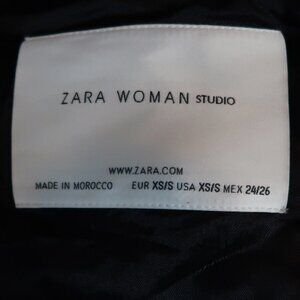 ZARA WOMAN STUDIO
WWW.ZARA.COM
MADE IN MOROCCO EUR XS/S USA XS/S MEX 24/26